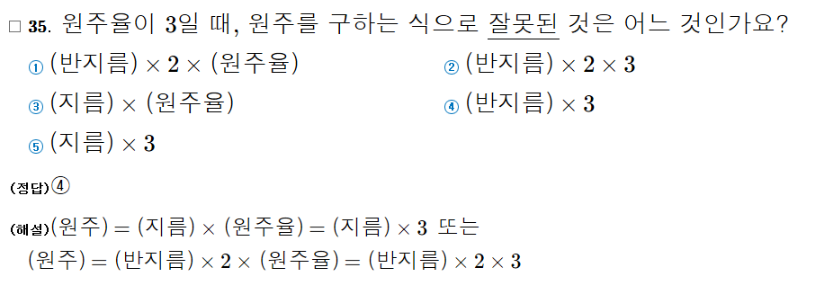 □ 35. 원주율이 3일 때, 원주를 구하는 식으로 잘못된 것은 어느 것인가요?
① (반지름) × 2 × (원주율) ② (반지름) × 2 × 3
③ (지름) × (원주율) ④ (반지름) × 3
⑤ (지름) × 3
(정답)④
(해설)(원주) = (지름) × (원주율) = (지름) × 3 또는
(원주) = (반지름) × 2 × (원주율) = (반지름) × 2 × 3